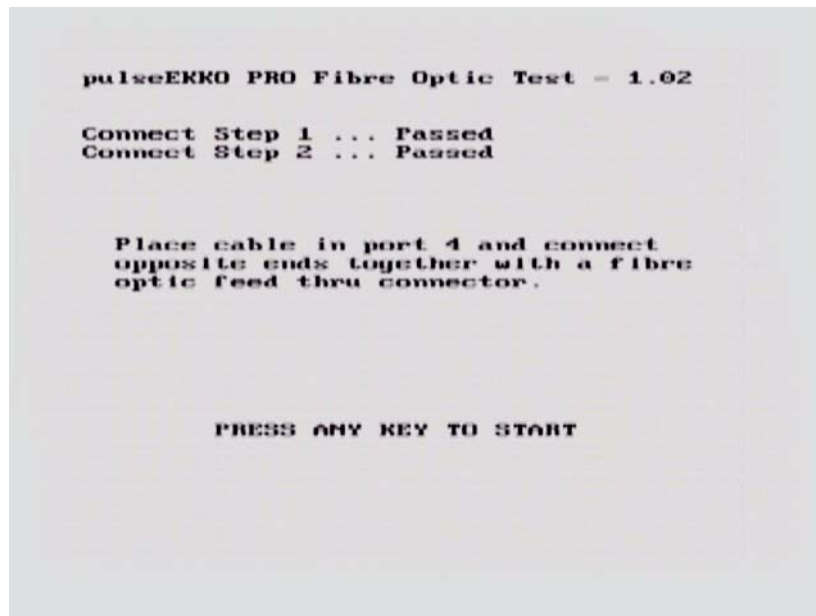 pulseEKKO PRO Fibre Optic Test - 1.02
Connect Step 1 ... Passed
Connect Step 2 ... Passed
Place cable in port 4 and connect
opposite ends together with a fibre
optic feed thru connector.
PRESS ANY KEY TO START